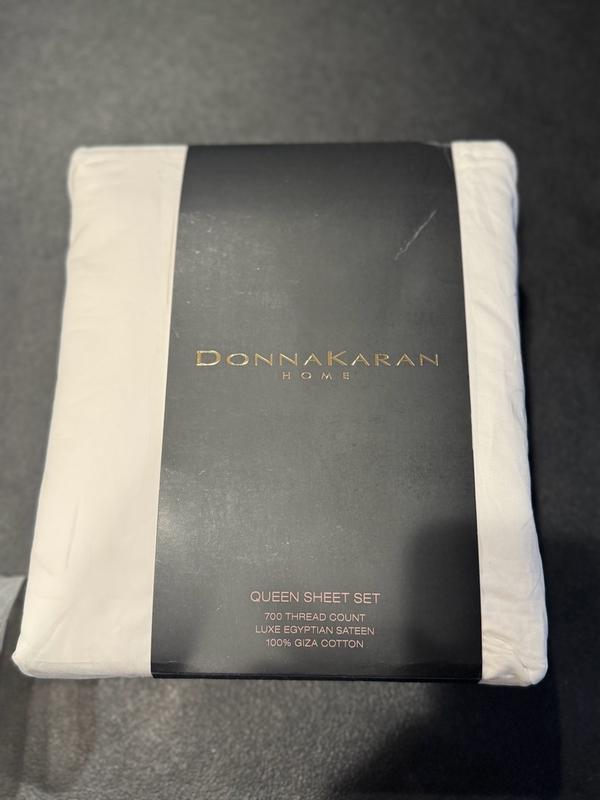 DONNAKARAN
HOME
QUEEN SHEET SET
700 THREAD COUNT
LUXE EGYPTIAN SATEEN
100% GIZA COTTON